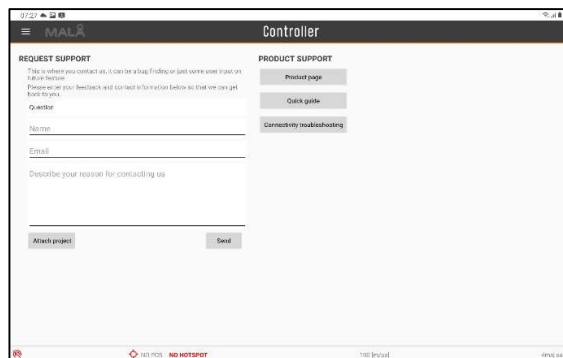 07:27
MALÅ
Controller
REQUEST SUPPORT
This is where you contact us, it can be a bug finding or just some user input on
future feature.
Please enter your feedback and contact information below so that we can get
back to you.
Question
Name
Email
Describe your reason for contacting us
Attach project
Send
PRODUCT SUPPORT
Product page
Quick guide
Connectivity troubleshooting
NO POS
NO HOTSPOT